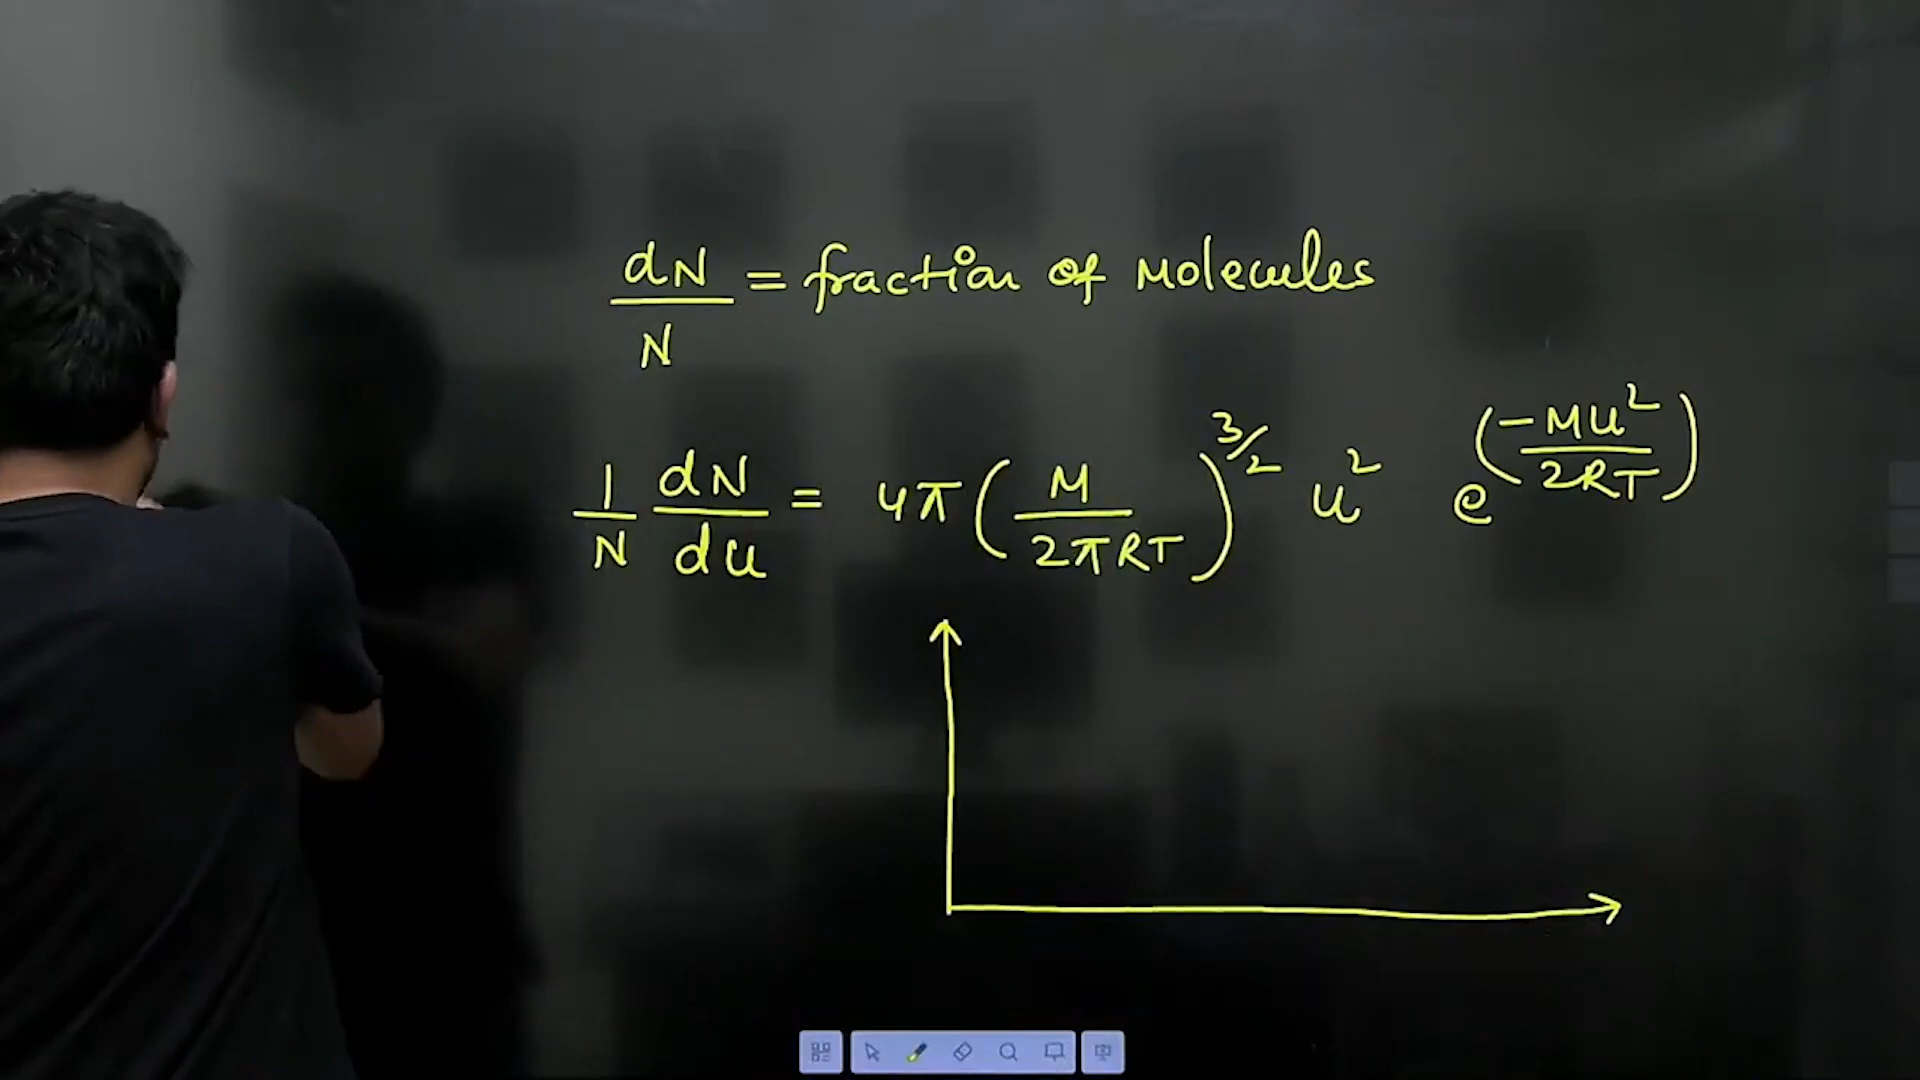 dN/N = fraction of Molecules
1/N dN/du = 4π(M/2πRT)^3/2 u^2 e^(-Mu^2/2RT)